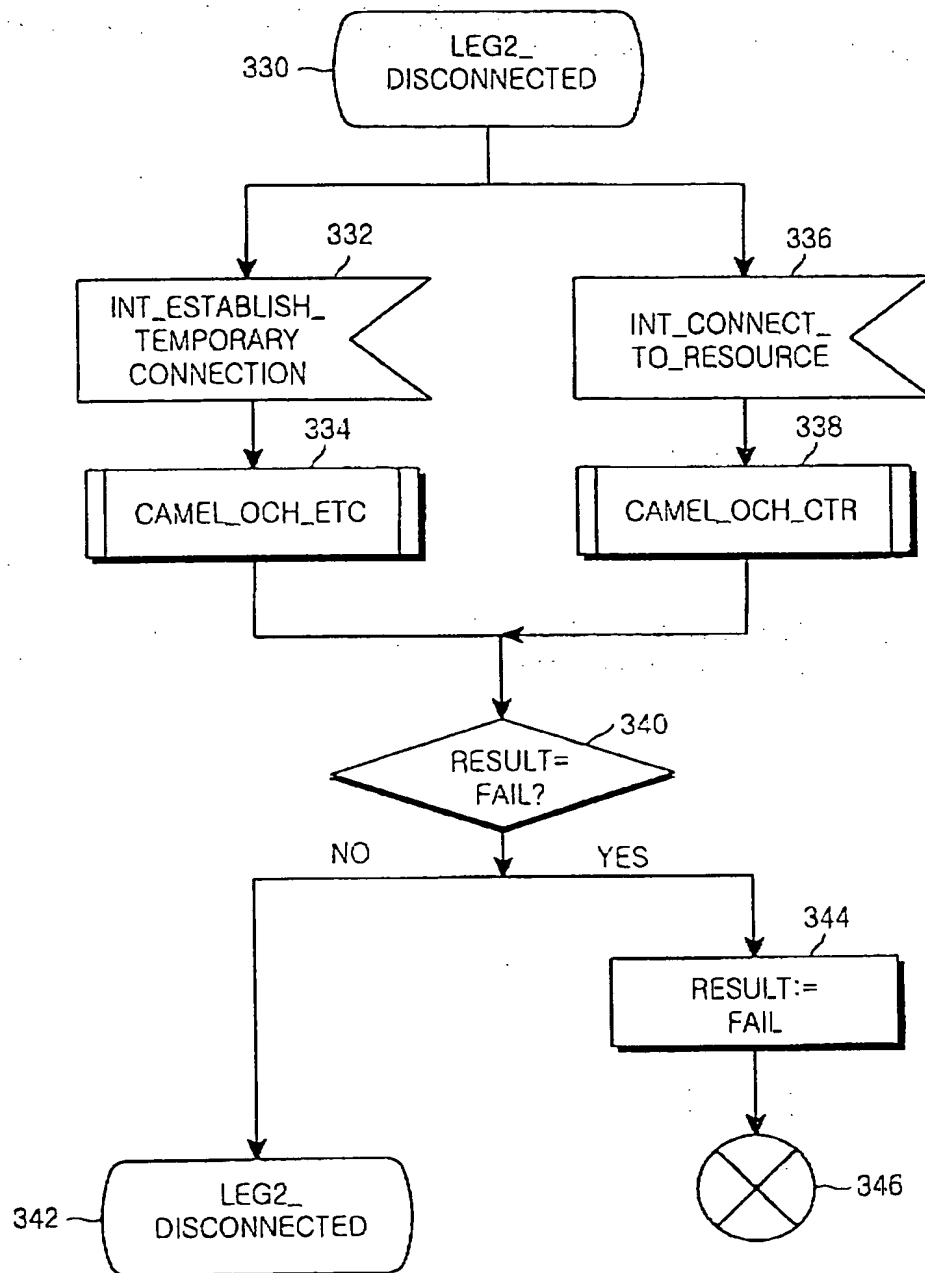 LEG2_
DISCONNECTED
330
332
336
INT_ESTABLISH_
TEMPORARY
CONNECTION
INT_CONNECT_
TO_RESOURCE
334
338
CAMEL_OCH_ETC
CAMEL_OCH_CTR
340
RESULT=
FAIL?
NO
YES
344
RESULT:=
FAIL
346
342
LEG2_
DISCONNECTED